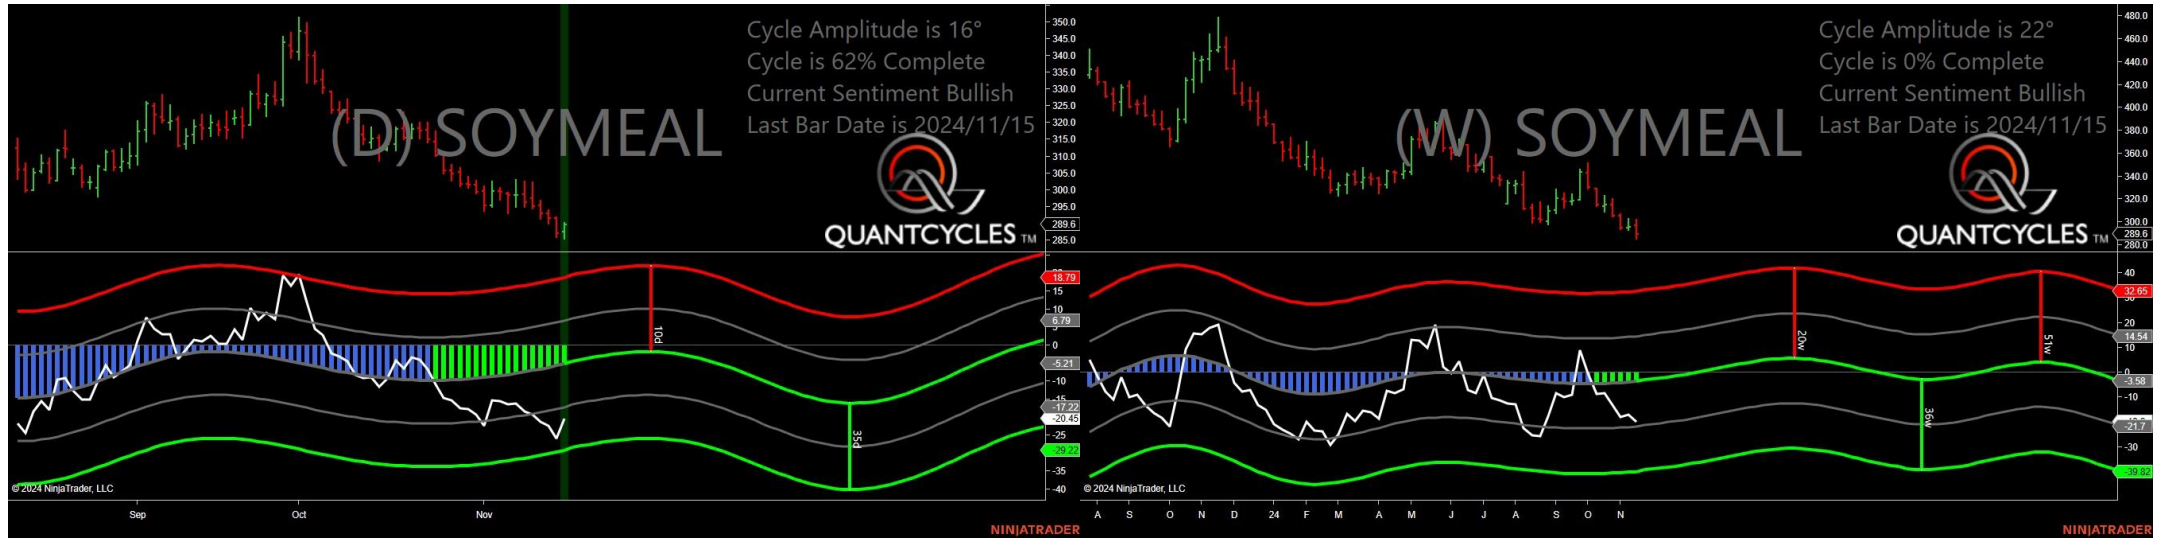 Cycle Amplitude is 16°
Cycle is 62% Complete
Current Sentiment Bullish
Last Bar Date is 2024/11/15
(D) SOYMEAL
QUANTCYCLES TM
350.0
345.0
340.0
335.0
330.0
325.0
320.0
315.0
310.0
305.0
300.0
295.0
289.6
285.0
18.79
15
10
6.79
0
-5.21
-10
-15
-17.22
-20.45
-25
-29.22
-35
-40
10d
35d
© 2024 NinjaTrader, LLC
Sep Oct Nov
NINJATRADER
Cycle Amplitude is 22°
Cycle is 0% Complete
Current Sentiment Bullish
Last Bar Date is 2024/11/15
(W) SOYMEAL
QUANTCYCLES TM
480.0
460.0
440.0
420.0
400.0
380.0
360.0
340.0
320.0
300.0
289.6
280.0
40
32.65
20
14.54
10
0
-3.58
-10
-21.7
-30
-39.82
20w
36w
51w
© 2024 NinjaTrader, LLC
A S O N D 24 F M A M J J A S O N
NINJATRADER